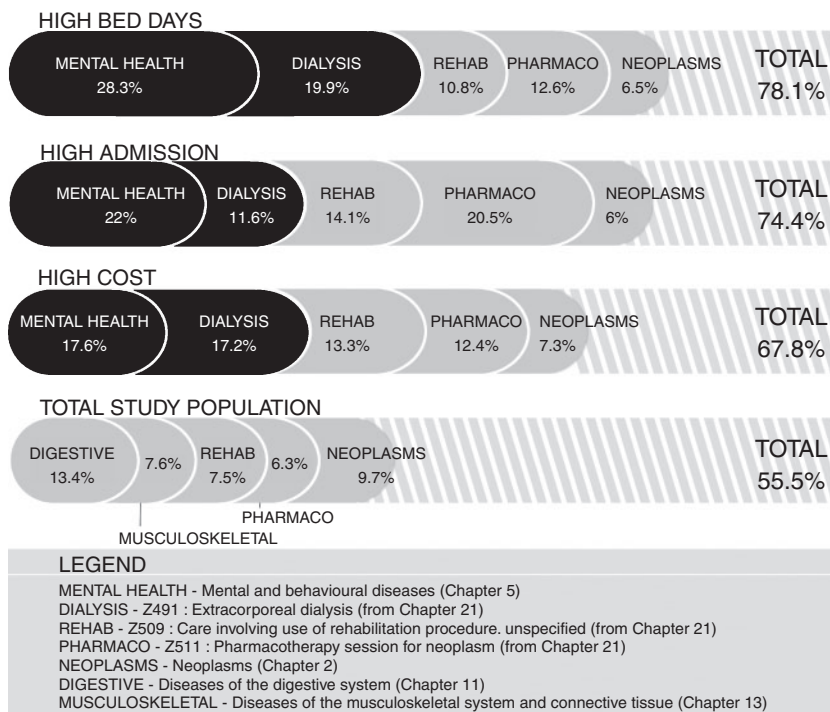 HIGH BED DAYS
MENTAL HEALTH DIALYSIS REHAB PHARMACO NEOPLASMS TOTAL
28.3% 19.9% 10.8% 12.6% 6.5% 78.1%
HIGH ADMISSION
MENTAL HEALTH DIALYSIS REHAB PHARMACO NEOPLASMS TOTAL
22% 11.6% 14.1% 20.5% 6% 74.4%
HIGH COST
MENTAL HEALTH DIALYSIS REHAB PHARMACO NEOPLASMS TOTAL
17.6% 17.2% 13.3% 12.4% 7.3% 67.8%
TOTAL STUDY POPULATION
DIGESTIVE 7.6% REHAB 6.3% NEOPLASMS TOTAL
13.4% 7.5% 9.7% 55.5%
PHARMACO
MUSCULOSKELETAL
LEGEND
MENTAL HEALTH - Mental and behavioural diseases (Chapter 5)
DIALYSIS - Z491 : Extracorporeal dialysis (from Chapter 21)
REHAB - Z509 : Care involving use of rehabilitation procedure. unspecified (from Chapter 21)
PHARMACO - Z511 : Pharmacotherapy session for neoplasm (from Chapter 21)
NEOPLASMS - Neoplasms (Chapter 2)
DIGESTIVE - Diseases of the digestive system (Chapter 11)
MUSCULOSKELETAL - Diseases of the musculoskeletal system and connective tissue (Chapter 13)